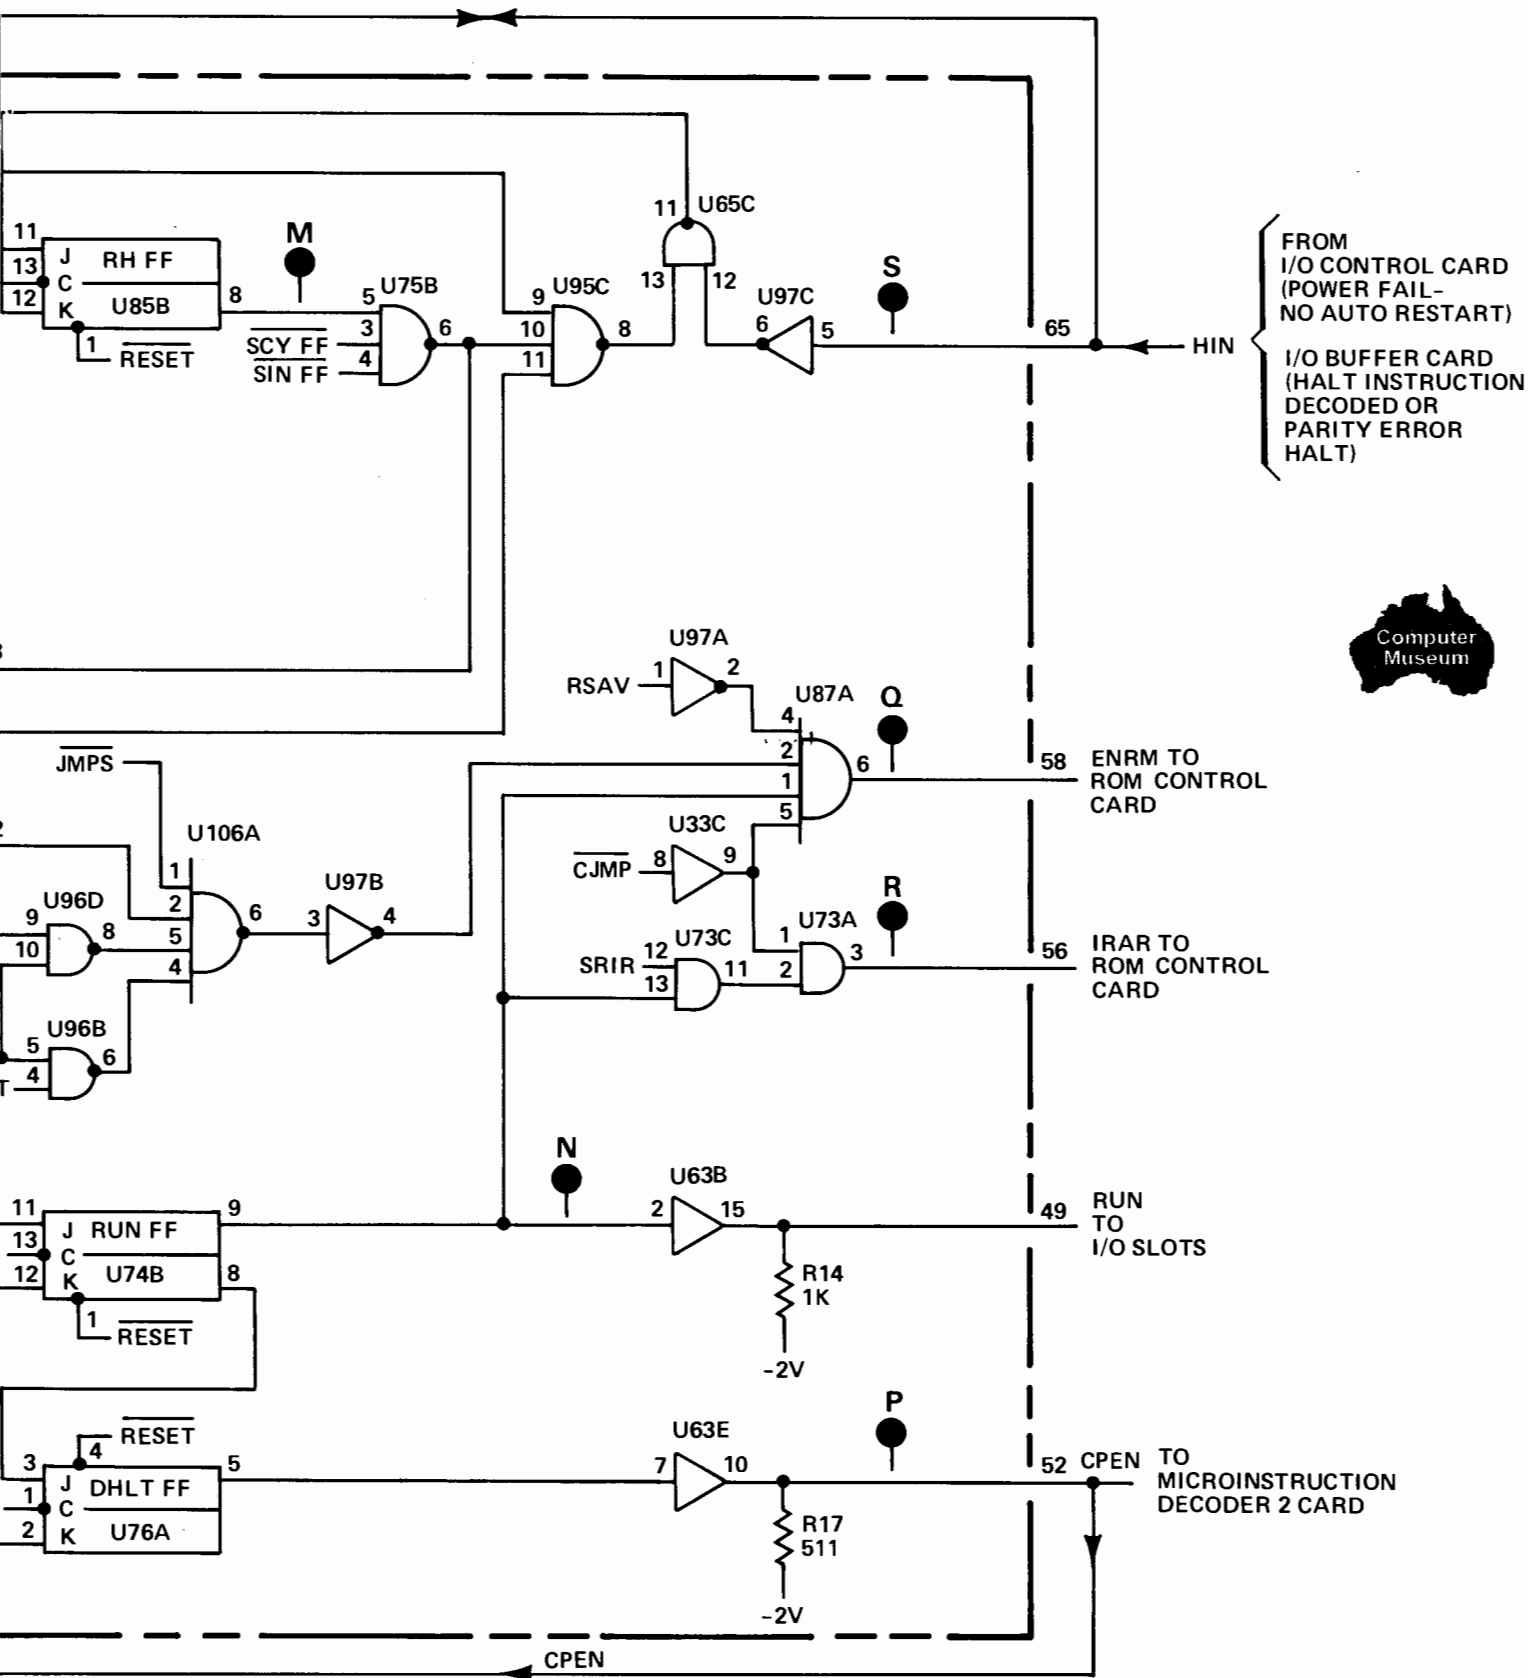 11
U65C
13
12
11
J
RH FF
13
C
12
K
U85B
8
1
RESET
M
U75B
5
3
SCY FF
4
SIN FF
6
U95C
9
10
11
8
U97C
6
5
S
65
HIN
FROM
I/O CONTROL CARD
(POWER FAIL–
NO AUTO RESTART)
I/O BUFFER CARD
(HALT INSTRUCTION
DECODED OR
PARITY ERROR
HALT)
Computer
Museum
U97A
RSAV
1
2
U87A
4
2
1
5
6
Q
58
ENRM TO
ROM CONTROL
CARD
JMPS
U106A
1
2
5
4
6
U97B
3
4
U33C
CJMP
8
9
U96D
9
10
8
U73C
SRIR
12
13
11
U73A
1
2
3
R
56
IRAR TO
ROM CONTROL
CARD
U96B
5
T
4
6
N
U63B
2
15
49
RUN
TO
I/O SLOTS
11
J
RUN FF
9
13
C
12
K
U74B
8
1
RESET
R14
1K
-2V
RESET
4
3
J
DHLT FF
5
1
C
2
K
U76A
U63E
7
10
P
52
CPEN
TO
MICROINSTRUCTION
DECODER 2 CARD
R17
511
-2V
CPEN